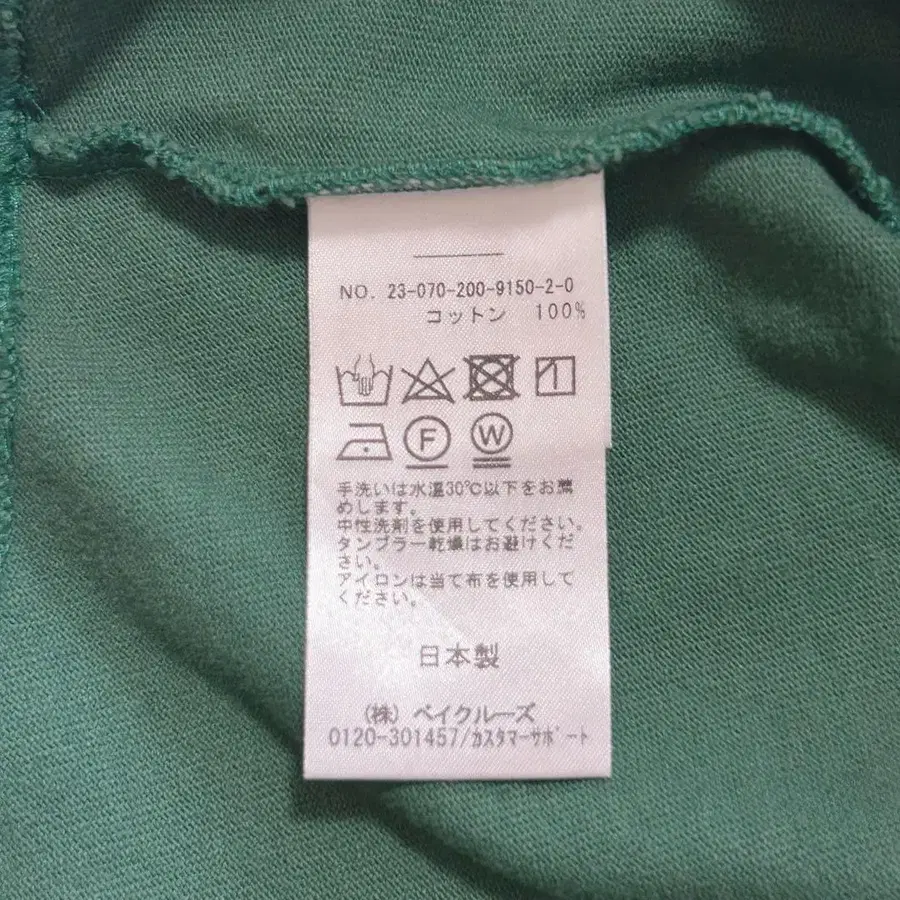 NO. 23-070-200-9150-2-0
コットン 100%
F W
手洗いは水温30℃以下をお薦
めします。
中性洗剤を使用してください。
タンブラー乾燥はお避けくだ
さい。
アイロンは当て布を使用して
ください。
日本製
(株) ベイクルーズ
0120-301457/カスタマーサポート